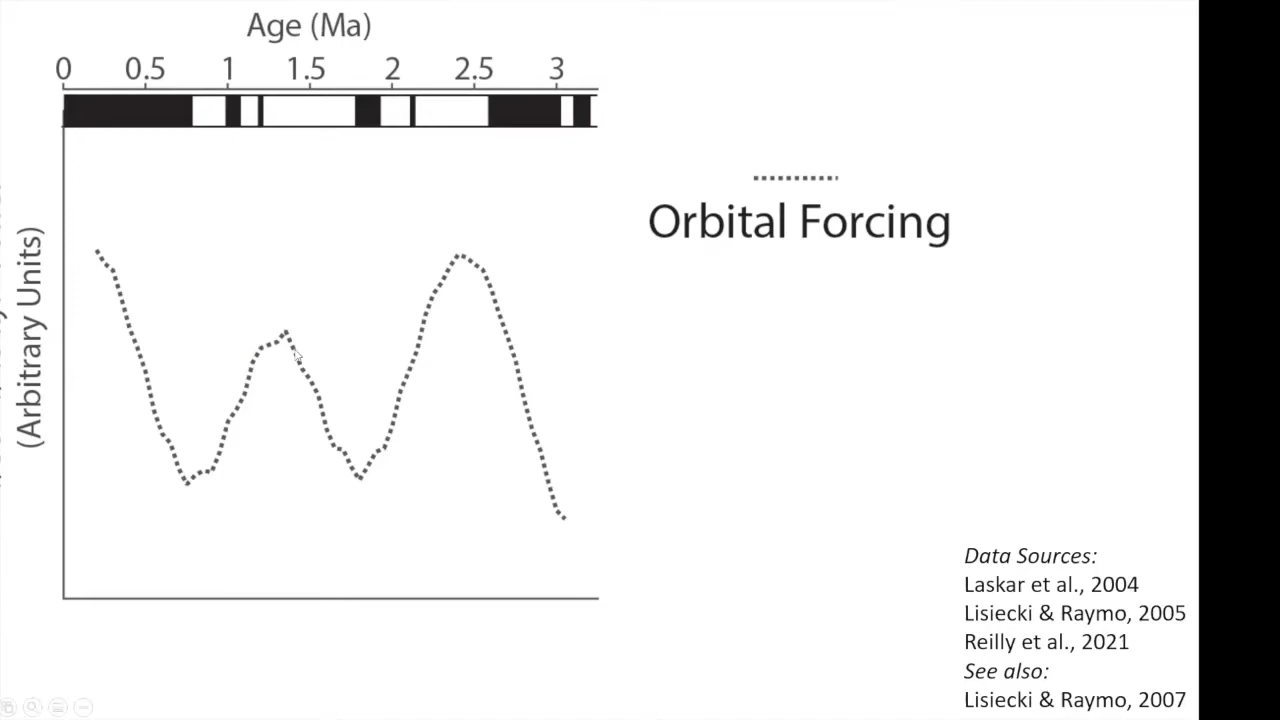 Age (Ma)
0 0.5 1 1.5 2 2.5 3
(Arbitrary Units)
Orbital Forcing
Data Sources:
Laskar et al., 2004
Lisiecki & Raymo, 2005
Reilly et al., 2021
See also:
Lisiecki & Raymo, 2007